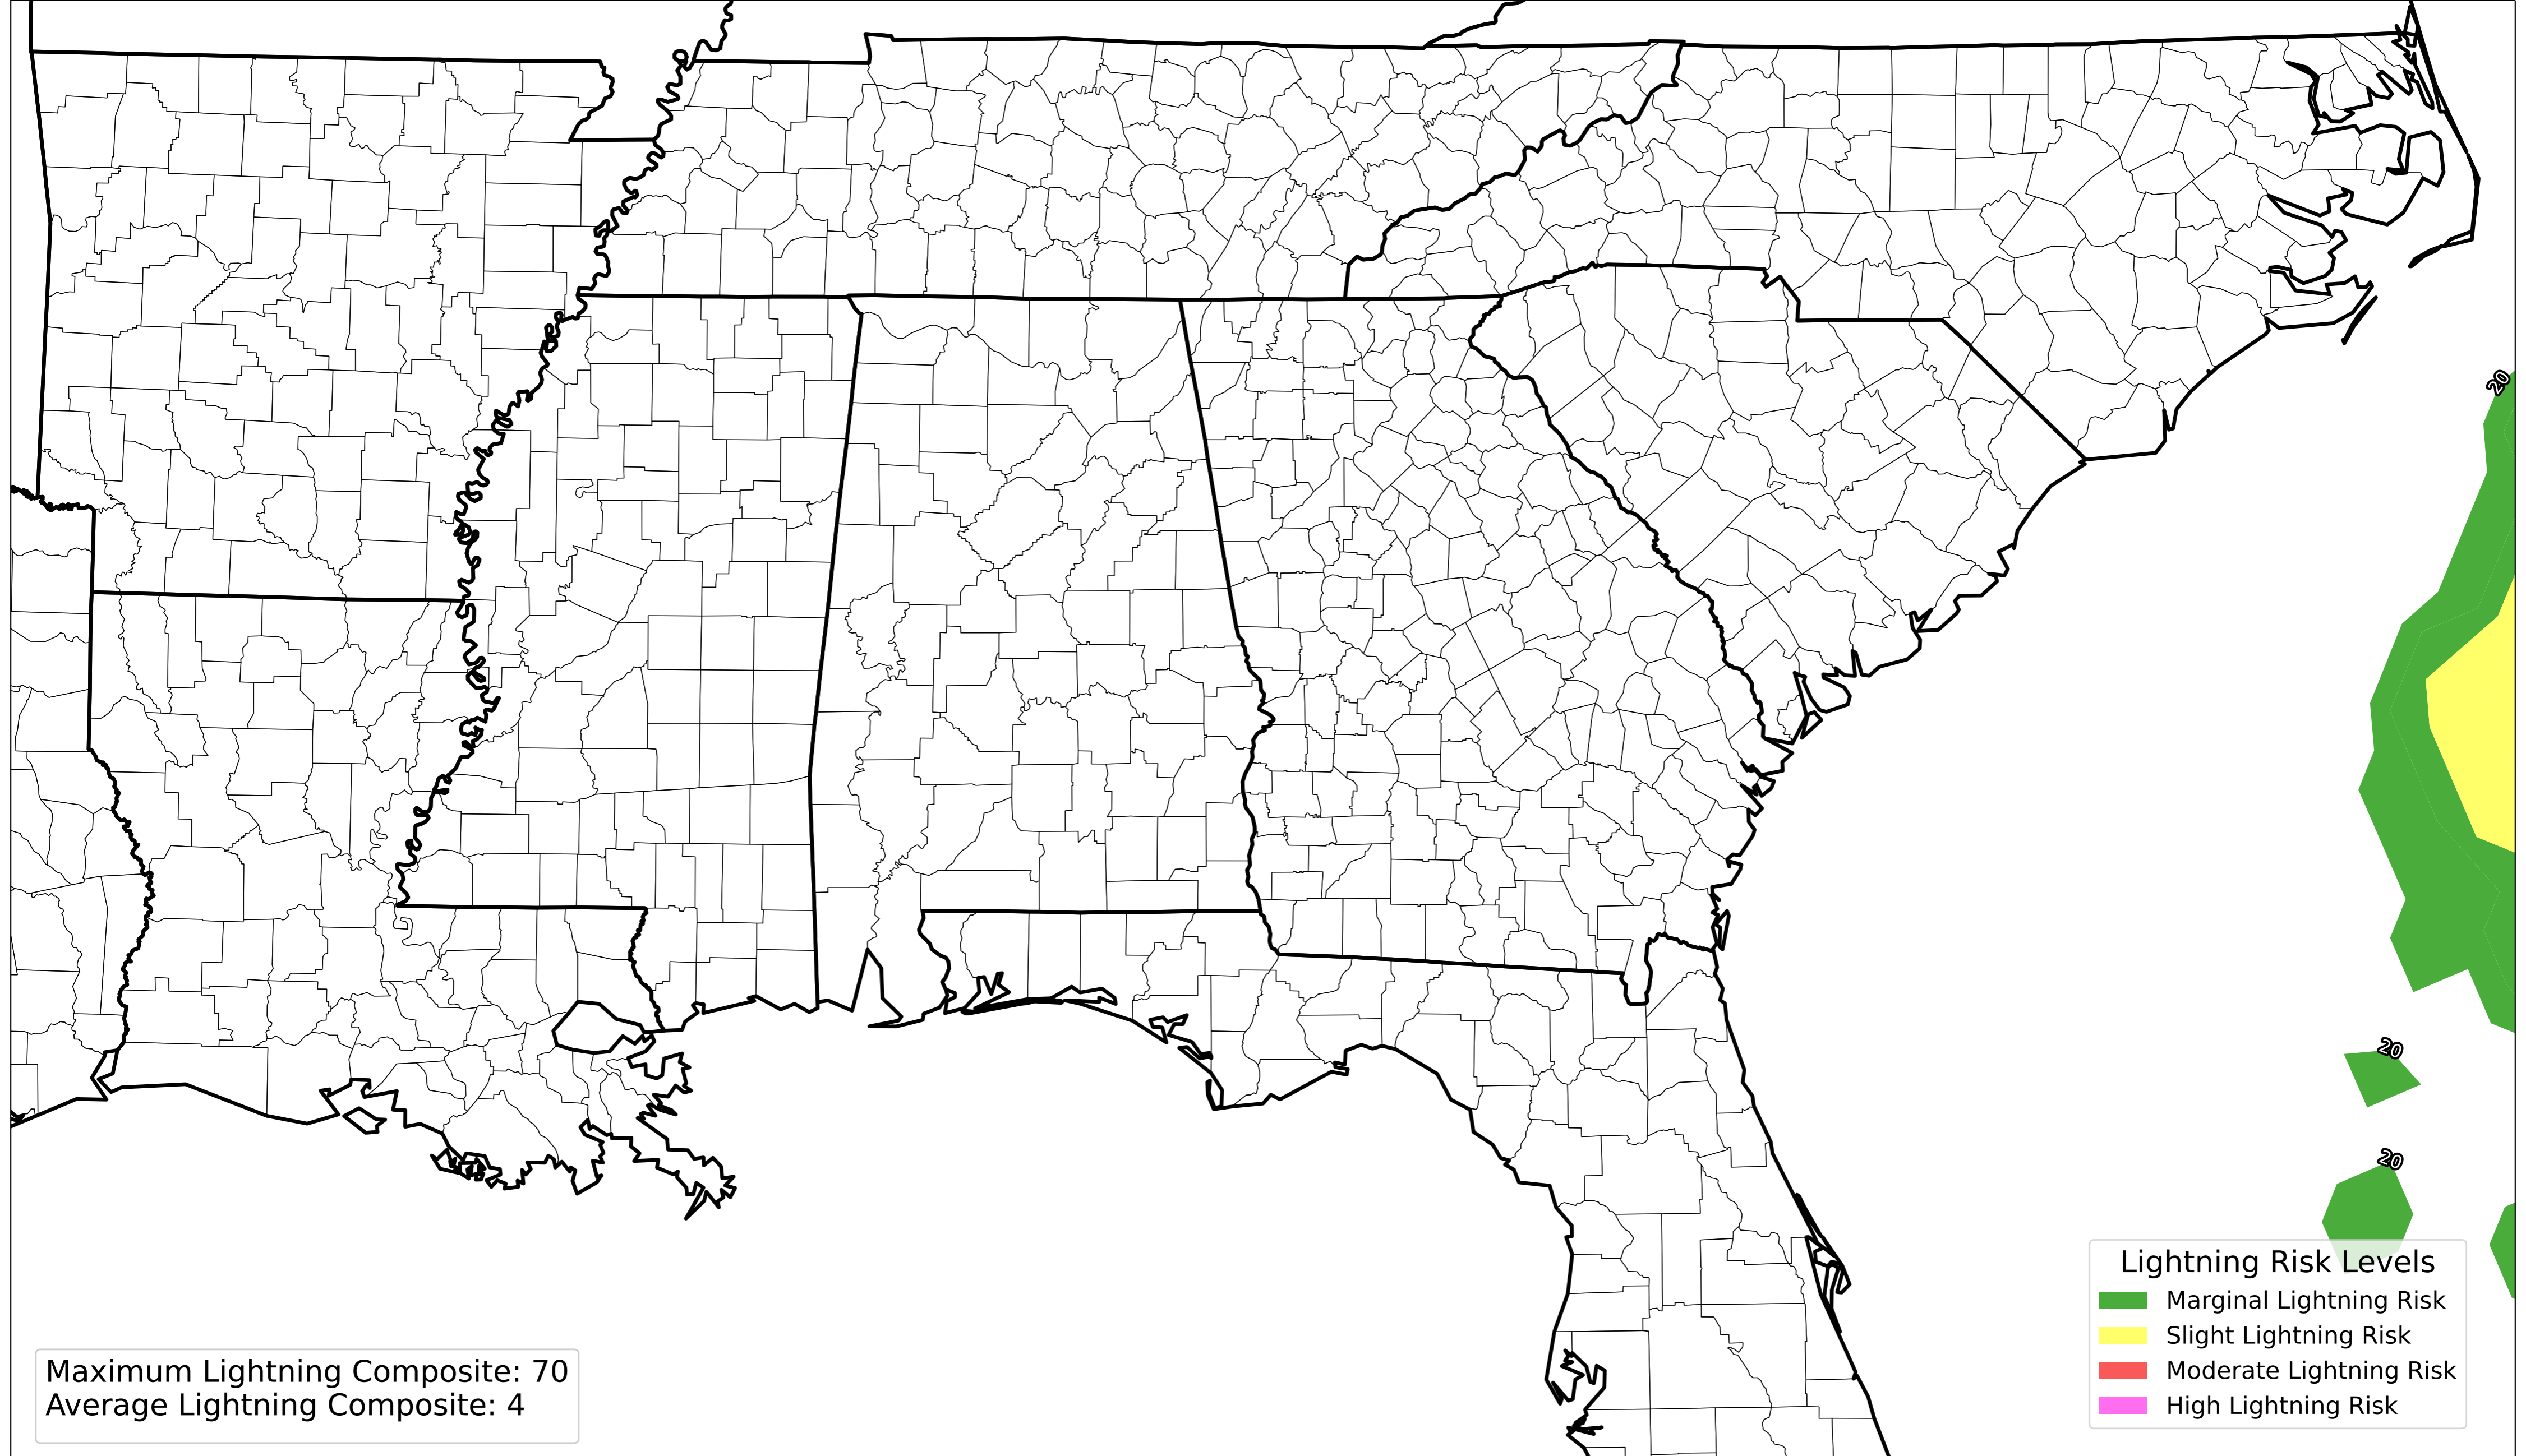 20
20
20
Lightning Risk Levels
Marginal Lightning Risk
Slight Lightning Risk
Moderate Lightning Risk
High Lightning Risk
Maximum Lightning Composite: 70
Average Lightning Composite: 4